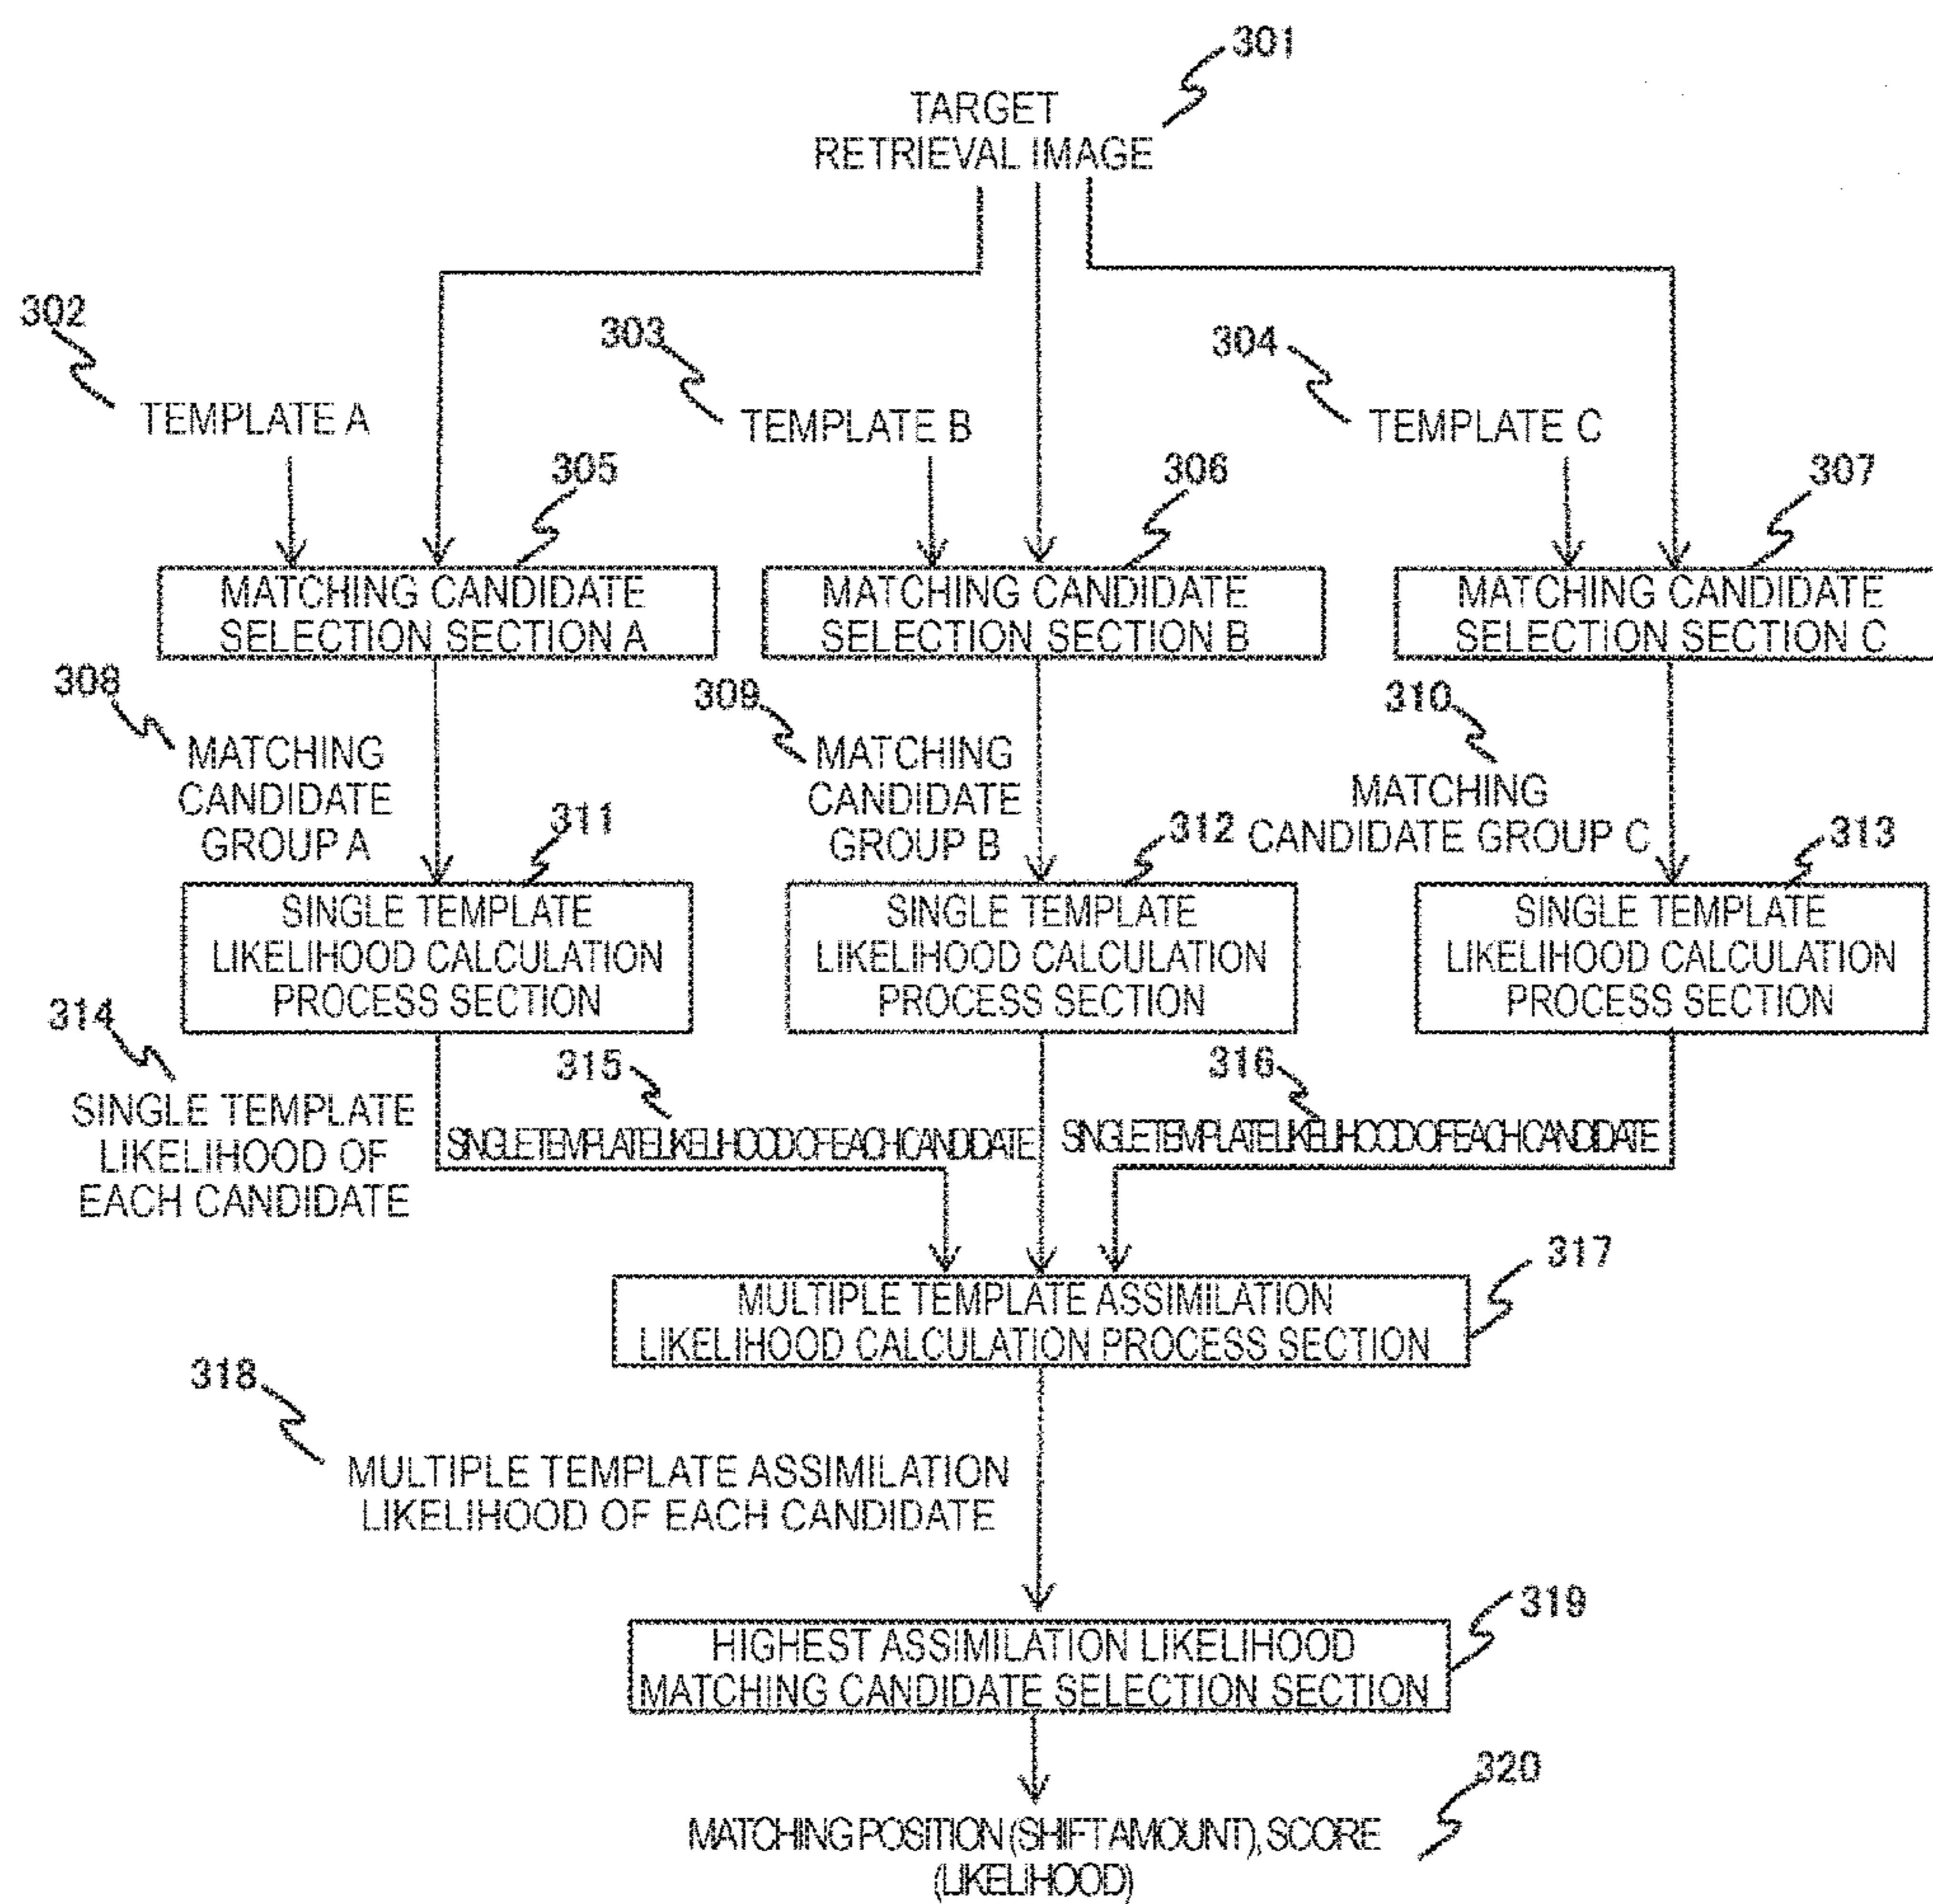 301
TARGET
RETRIEVAL IMAGE
302
303
304
TEMPLATE A
TEMPLATE B
TEMPLATE C
305
306
307
MATCHING CANDIDATE
SELECTION SECTION A
MATCHING CANDIDATE
SELECTION SECTION B
MATCHING CANDIDATE
SELECTION SECTION C
308
309
310
MATCHING
CANDIDATE
GROUP A
MATCHING
CANDIDATE
GROUP B
MATCHING
CANDIDATE GROUP C
311
312
313
SINGLE TEMPLATE
LIKELIHOOD CALCULATION
PROCESS SECTION
SINGLE TEMPLATE
LIKELIHOOD CALCULATION
PROCESS SECTION
SINGLE TEMPLATE
LIKELIHOOD CALCULATION
PROCESS SECTION
314
315
316
SINGLE TEMPLATE
LIKELIHOOD OF
EACH CANDIDATE
SINGLE TEMPLATE LIKELIHOOD OF EACH CANDIDATE
SINGLE TEMPLATE LIKELIHOOD OF EACH CANDIDATE
317
MULTIPLE TEMPLATE ASSIMILATION
LIKELIHOOD CALCULATION PROCESS SECTION
318
MULTIPLE TEMPLATE ASSIMILATION
LIKELIHOOD OF EACH CANDIDATE
319
HIGHEST ASSIMILATION LIKELIHOOD
MATCHING CANDIDATE SELECTION SECTION
320
MATCHING POSITION (SHIFT AMOUNT), SCORE
(LIKELIHOOD)